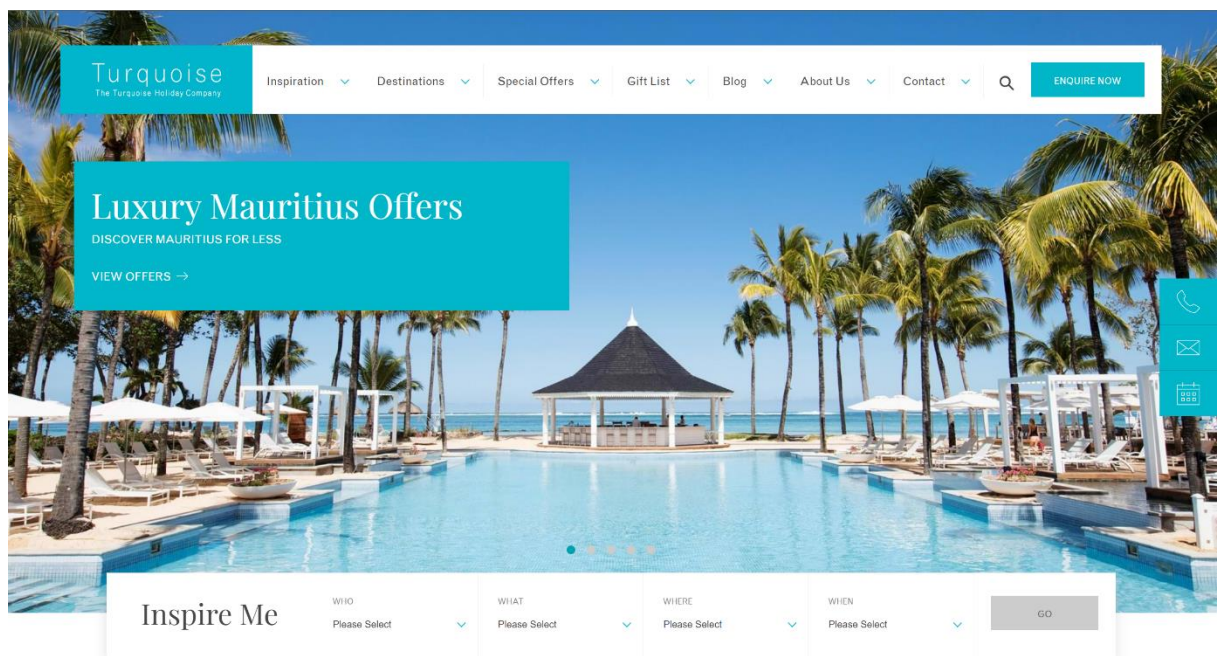 Turquoise
The Turquoise Holiday Company
Inspiration
Destinations
Special Offers
Gift List
Blog
About Us
Contact
ENQUIRE NOW
Luxury Mauritius Offers
DISCOVER MAURITIUS FOR LESS
VIEW OFFERS →
Inspire Me
WHO
Please Select
WHAT
Please Select
WHERE
Please Select
WHEN
Please Select
GO